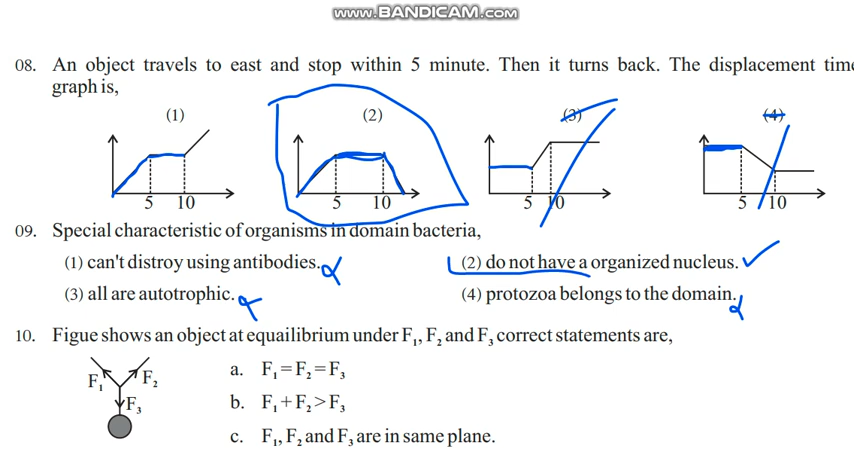 www.BANDICAM.com
08. An object travels to east and stop within 5 minute. Then it turns back. The displacement time
graph is,
(1) (2) (3) (4)
5 10 5 10 5 10 5 10
09. Special characteristic of organisms in domain bacteria,
(1) can't distroy using antibodies. (2) do not have a organized nucleus.
(3) all are autotrophic. (4) protozoa belongs to the domain.
10. Figue shows an object at equailibrium under F₁, F₂ and F₃ correct statements are,
F₁ F₂ a. F₁ = F₂ = F₃
F₃ b. F₁ + F₂ > F₃
c. F₁, F₂ and F₃ are in same plane.